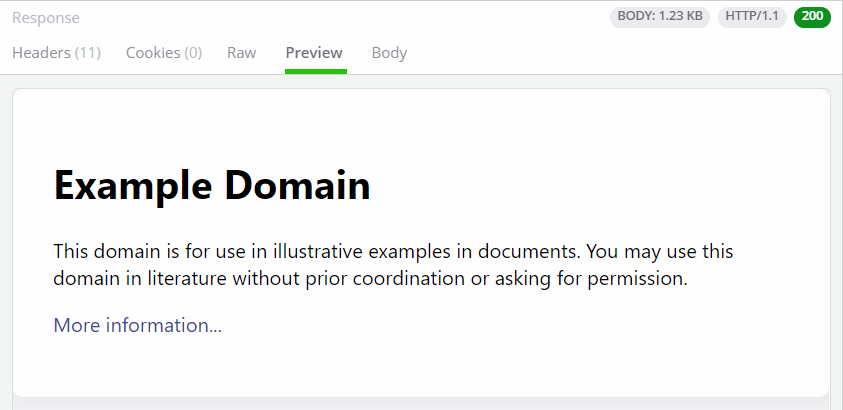 Response
BODY: 1.23 KB HTTP/1.1 200
Headers (11) Cookies (0) Raw Preview Body
Example Domain
This domain is for use in illustrative examples in documents. You may use this
domain in literature without prior coordination or asking for permission.
More information...